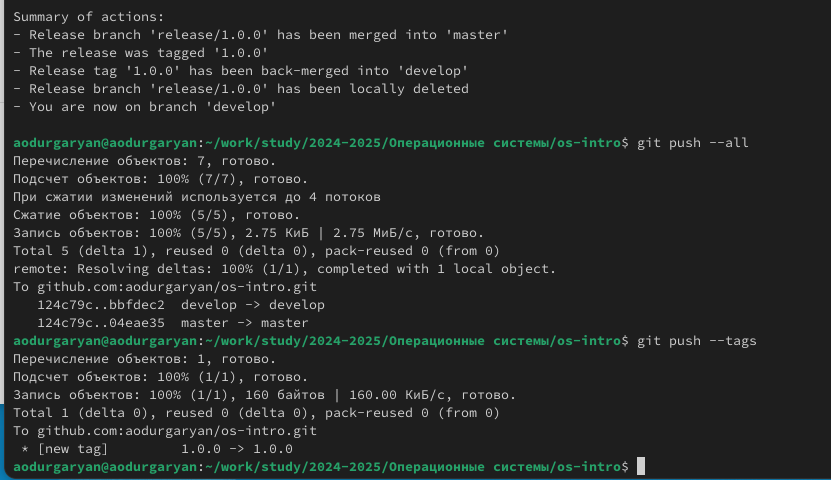 Summary of actions:
- Release branch 'release/1.0.0' has been merged into 'master'
- The release was tagged '1.0.0'
- Release tag '1.0.0' has been back-merged into 'develop'
- Release branch 'release/1.0.0' has been locally deleted
- You are now on branch 'develop'
aodurgaryan@aodurgaryan:~/work/study/2024-2025/Операционные системы/os-intro$ git push --all
Перечисление объектов: 7, готово.
Подсчет объектов: 100% (7/7), готово.
При сжатии изменений используется до 4 потоков
Сжатие объектов: 100% (5/5), готово.
Запись объектов: 100% (5/5), 2.75 КиБ | 2.75 МиБ/с, готово.
Total 5 (delta 1), reused 0 (delta 0), pack-reused 0 (from 0)
remote: Resolving deltas: 100% (1/1), completed with 1 local object.
To github.com:aodurgaryan/os-intro.git
   124c79c..bbfdec2  develop -> develop
   124c79c..04eae35  master -> master
aodurgaryan@aodurgaryan:~/work/study/2024-2025/Операционные системы/os-intro$ git push --tags
Перечисление объектов: 1, готово.
Подсчет объектов: 100% (1/1), готово.
Запись объектов: 100% (1/1), 160 байтов | 160.00 КиБ/с, готово.
Total 1 (delta 0), reused 0 (delta 0), pack-reused 0 (from 0)
To github.com:aodurgaryan/os-intro.git
 * [new tag]         1.0.0 -> 1.0.0
aodurgaryan@aodurgaryan:~/work/study/2024-2025/Операционные системы/os-intro$